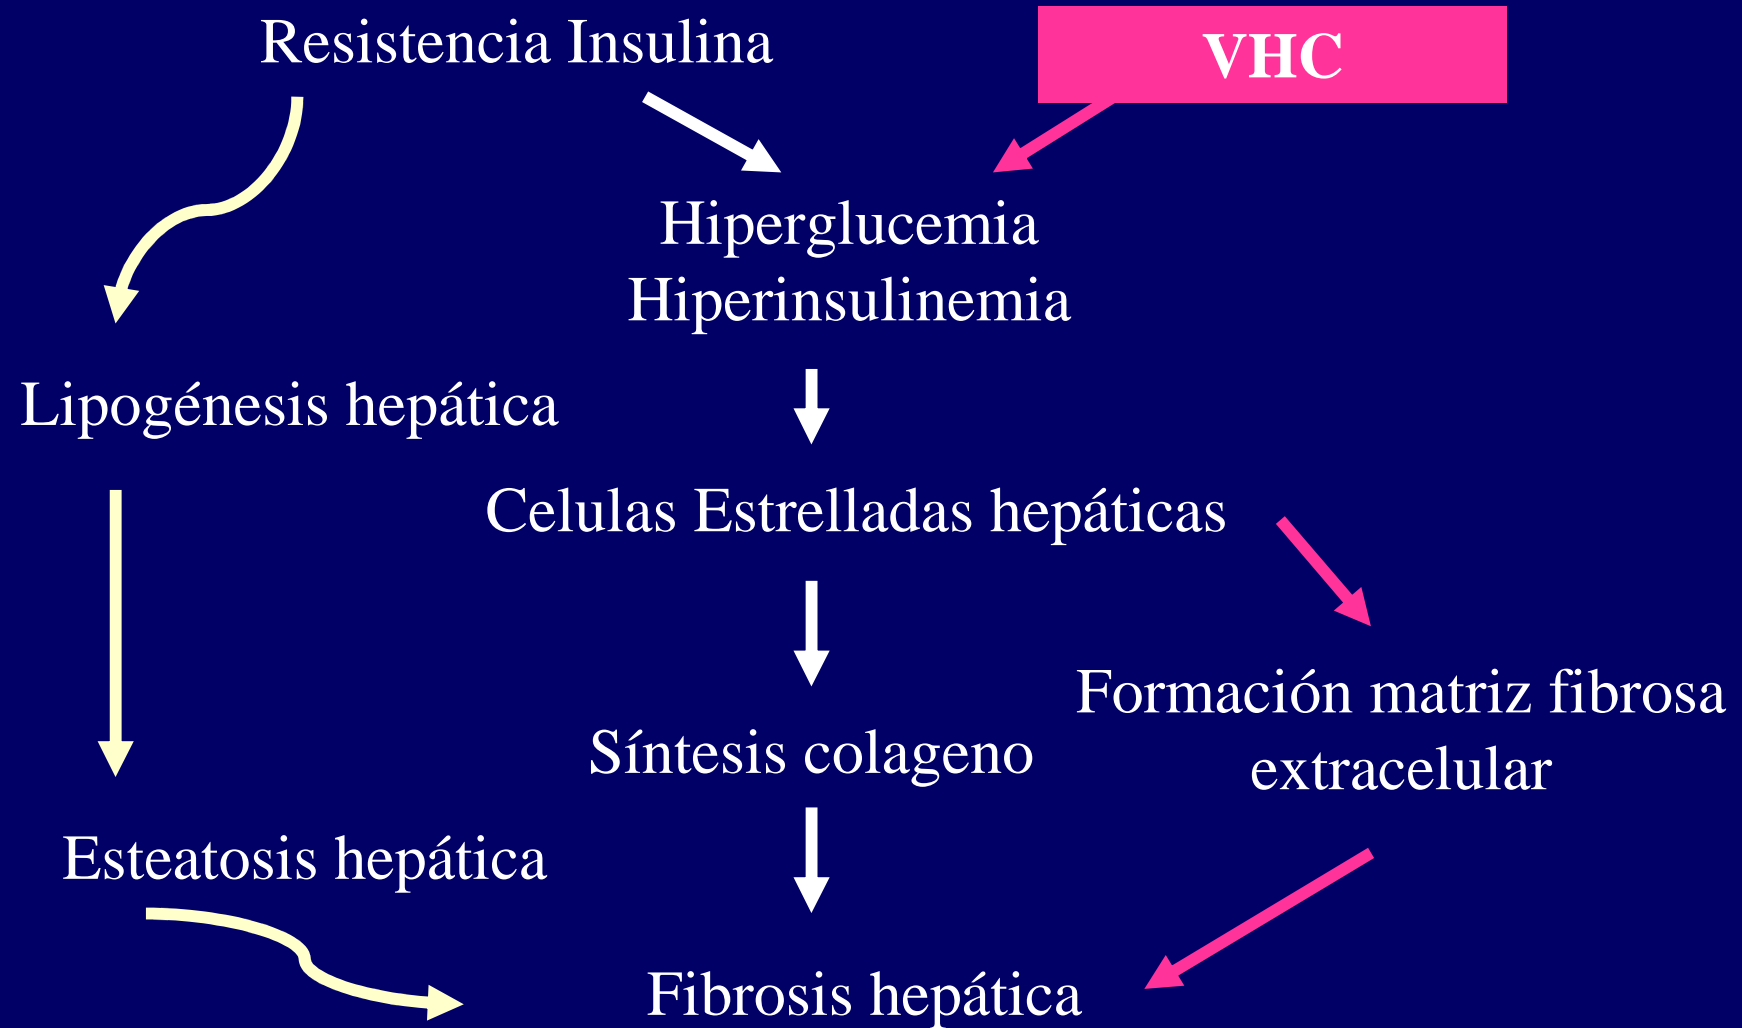 Resistencia Insulina
VHC
Hiperglucemia
Hiperinsulinemia
Lipogénesis hepática
Celulas Estrelladas hepáticas
Formación matriz fibrosa
extracelular
Síntesis colageno
Esteatosis hepática
Fibrosis hepática